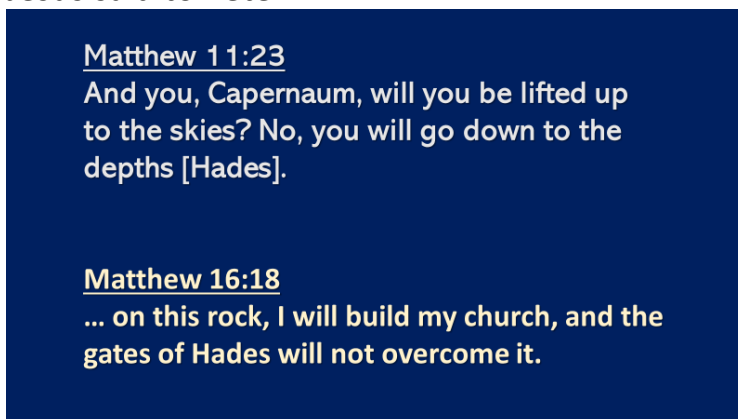 Matthew 11:23
And you, Capernaum, will you be lifted up
to the skies? No, you will go down to the
depths [Hades].
Matthew 16:18
... on this rock, I will build my church, and the
gates of Hades will not overcome it.